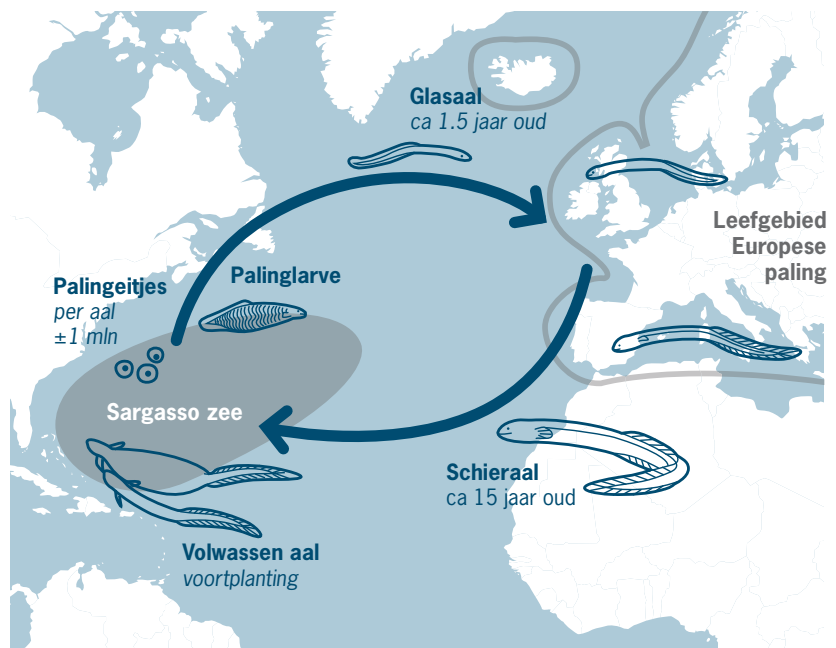 Glasaal
ca 1.5 jaar oud
Leefgebied
Europese
paling
Palinglarve
Palingeitjes
per aal
±1 mln
Sargasso zee
Schieraal
ca 15 jaar oud
Volwassen aal
voortplanting